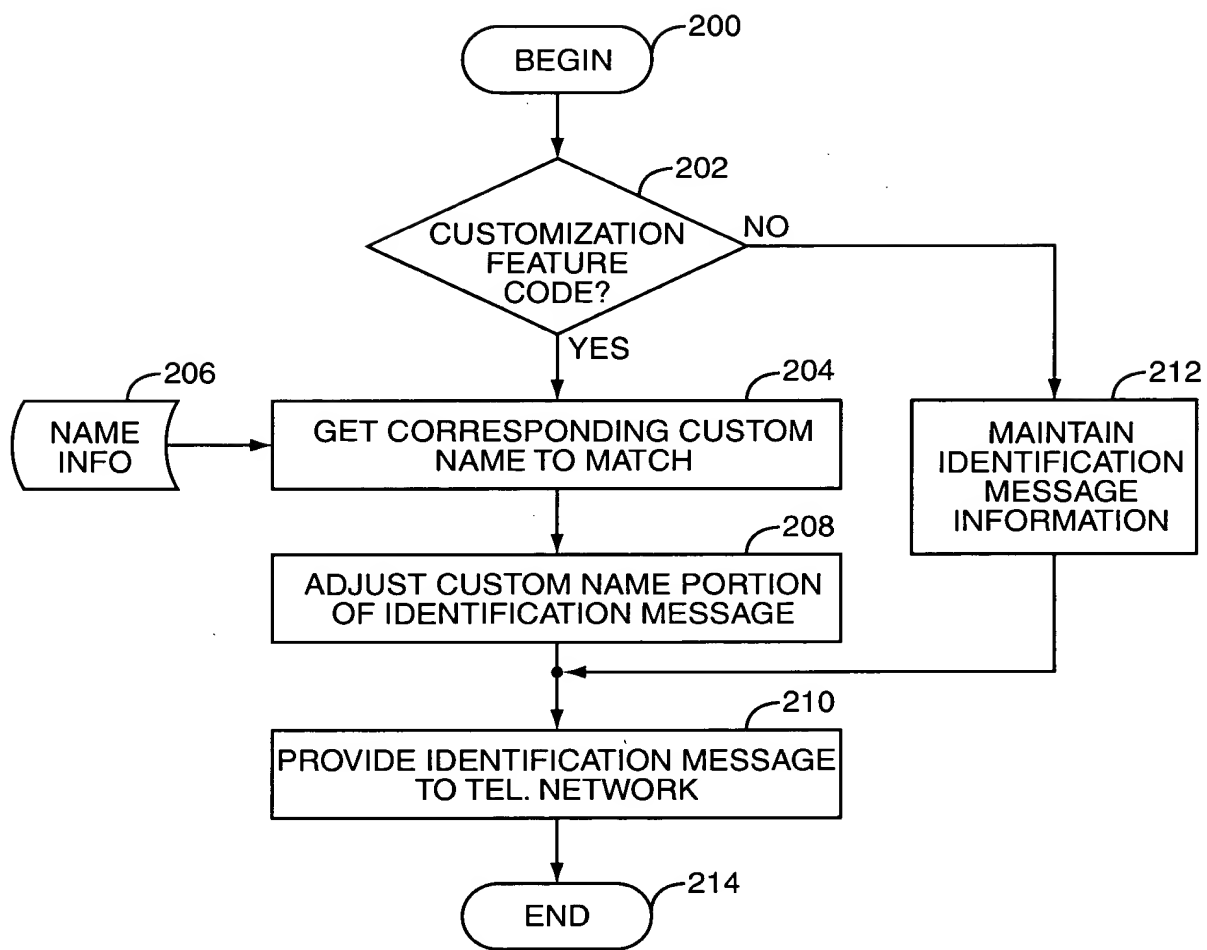 200
BEGIN
202
CUSTOMIZATION
FEATURE
CODE?
NO
YES
206
NAME
INFO
204
GET CORRESPONDING CUSTOM
NAME TO MATCH
212
MAINTAIN
IDENTIFICATION
MESSAGE
INFORMATION
208
ADJUST CUSTOM NAME PORTION
OF IDENTIFICATION MESSAGE
210
PROVIDE IDENTIFICATION MESSAGE
TO TEL. NETWORK
214
END